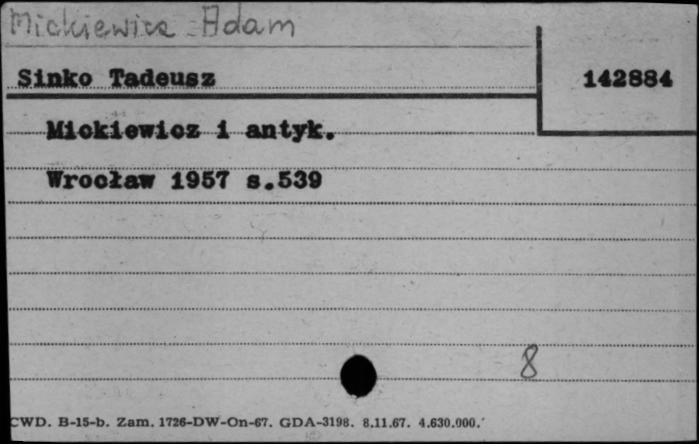 Mickiewicz Adam
Sinko Tadeusz
142884
Mickiewicz i antyk.
Wrocław 1957 s.539
8
CWD. B-15-b. Zam. 1726-DW-On-67. GDA-3198. 8.11.67. 4.630.000.